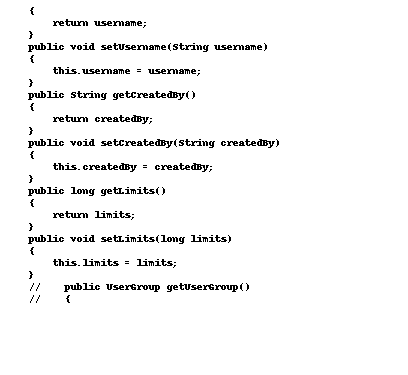 {
    return username;
}
public void setUsername(String username)
{
    this.username = username;
}
public String getCreatedBy()
{
    return createdBy;
}
public void setCreatedBy(String createdBy)
{
    this.createdBy = createdBy;
}
public long getLimits()
{
    return limits;
}
public void setLimits(long limits)
{
    this.limits = limits;
}
//    public UserGroup getUserGroup()
//    {